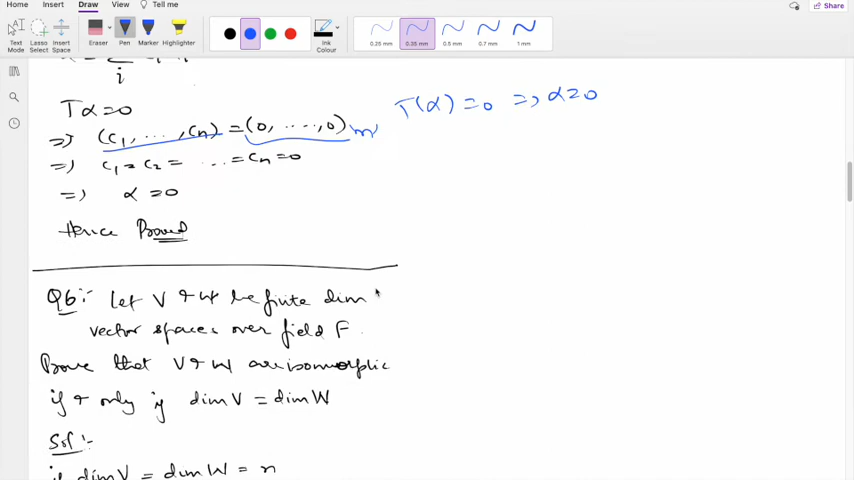 Home Insert Draw View Tell me
Share
Text Mode
Lasso Select
Insert Space
Eraser
Pen
Marker
Highlighter
Ink Colour
0.25 mm
0.35 mm
0.5 mm
0.7 mm
1 mm
i
Tα=0
T(α) = 0 => α=0
=> (c₁, ..., cₙ) = (0, ..., 0)
=> c₁ = c₂ = ... = cₙ = 0
=> α = 0
Hence Proved
Q6:- Let V & W be finite dim
vector spaces over field F.
Prove that V & W are isomorphic
if & only if dim V = dim W
Sol:-
if dim V = dim W = n